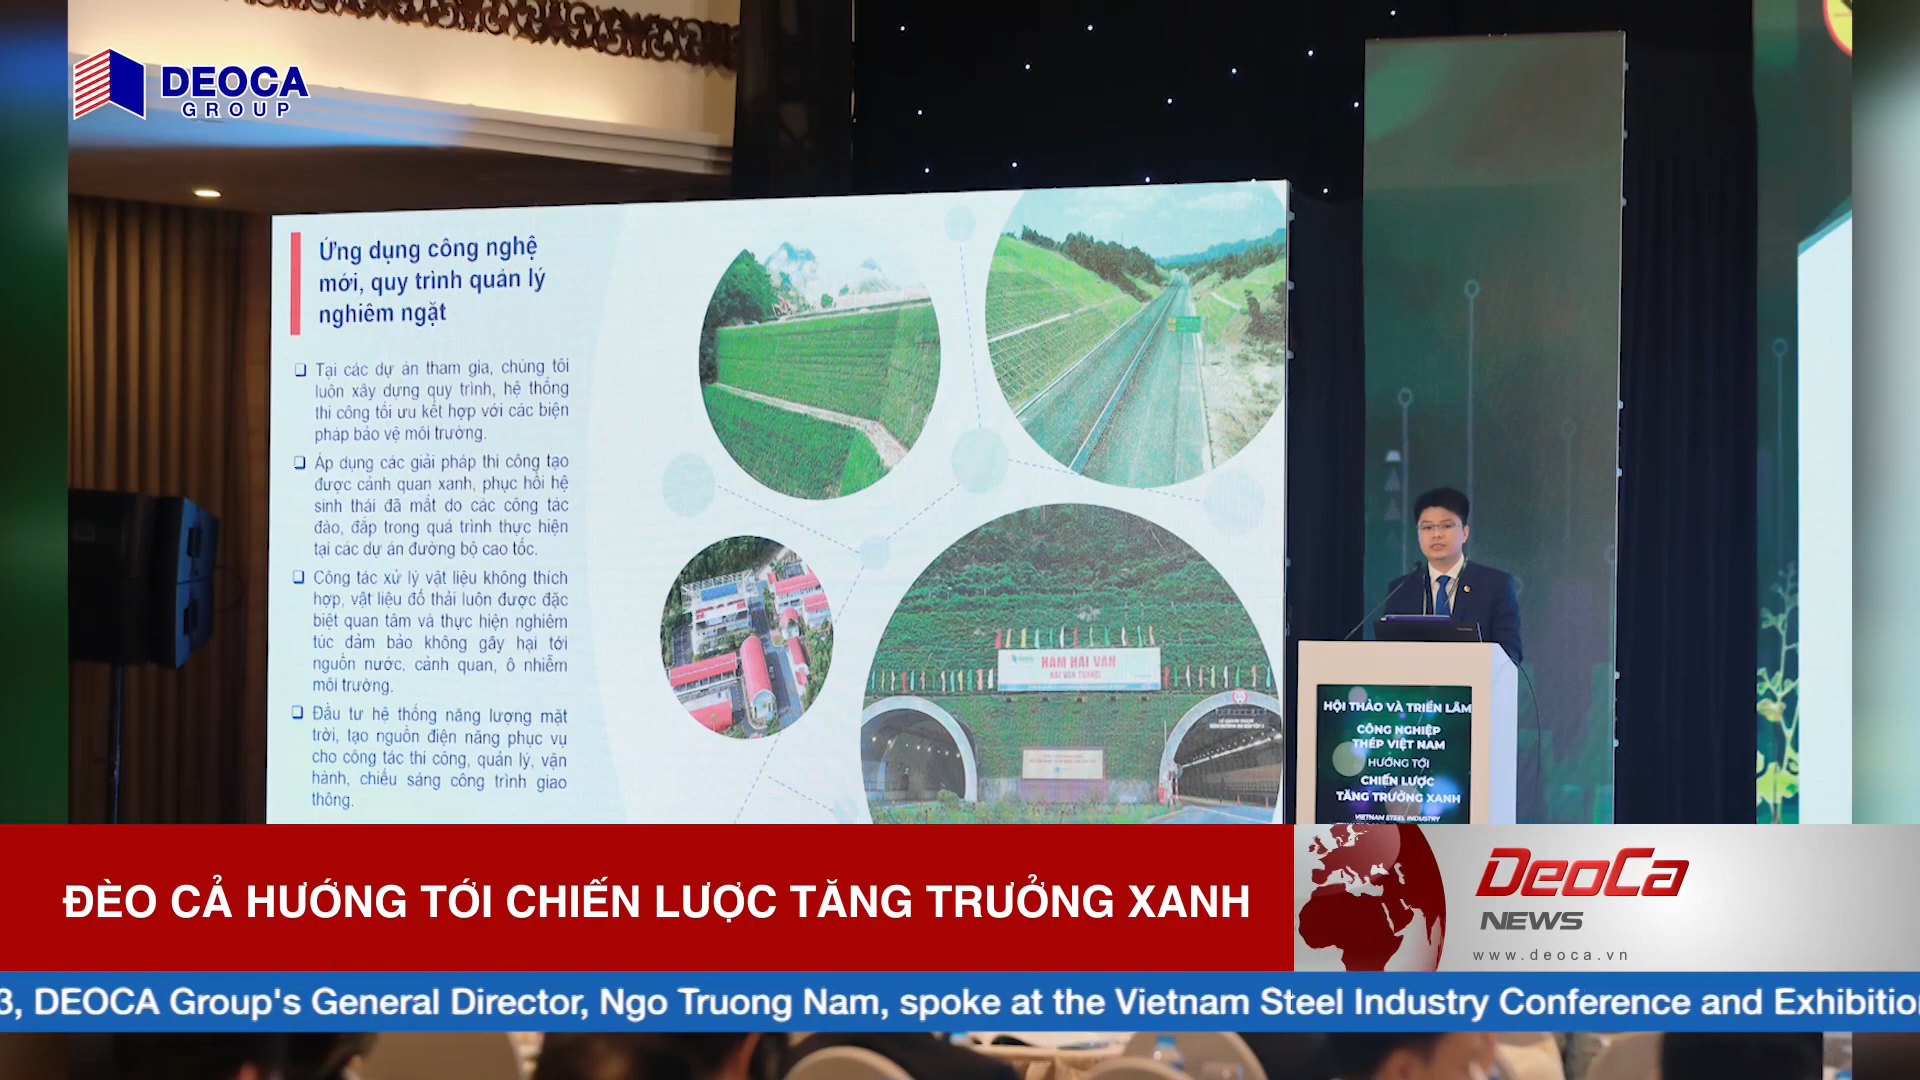 DEOCA
GROUP
Ứng dụng công nghệ
mới, quy trình quản lý
nghiêm ngặt
❑ Tại các dự án tham gia, chúng tôi
luôn xây dựng quy trình, hệ thống
thi công tối ưu kết hợp với các biện
pháp bảo vệ môi trường.
❑ Áp dụng các giải pháp thi công tạo
được cảnh quan xanh, phục hồi hệ
sinh thái đã mất do các công tác
đào, đắp trong quá trình thực hiện
tại các dự án đường bộ cao tốc.
❑ Công tác xử lý vật liệu không thích
hợp, vật liệu đổ thải luôn được đặc
biệt quan tâm và thực hiện nghiêm
túc đảm bảo không gây hại tới
nguồn nước, cảnh quan, ô nhiễm
môi trường.
❑ Đầu tư hệ thống năng lượng mặt
trời, tạo nguồn điện năng phục vụ
cho công tác thi công, quản lý, vận
hành, chiếu sáng công trình giao
thông.
HẦM HẢI VÂN
HAI VAN TUNNEL
HỘI THẢO VÀ TRIỂN LÃM
CÔNG NGHIỆP
THÉP VIỆT NAM
HƯỚNG TỚI
CHIẾN LƯỢC
TĂNG TRƯỞNG XANH
VIETNAM STEEL INDUSTRY
ĐÈO CẢ HƯỚNG TỚI CHIẾN LƯỢC TĂNG TRƯỞNG XANH
DeoCa
NEWS
www.deoca.vn
3, DEOCA Group's General Director, Ngo Truong Nam, spoke at the Vietnam Steel Industry Conference and Exhibition